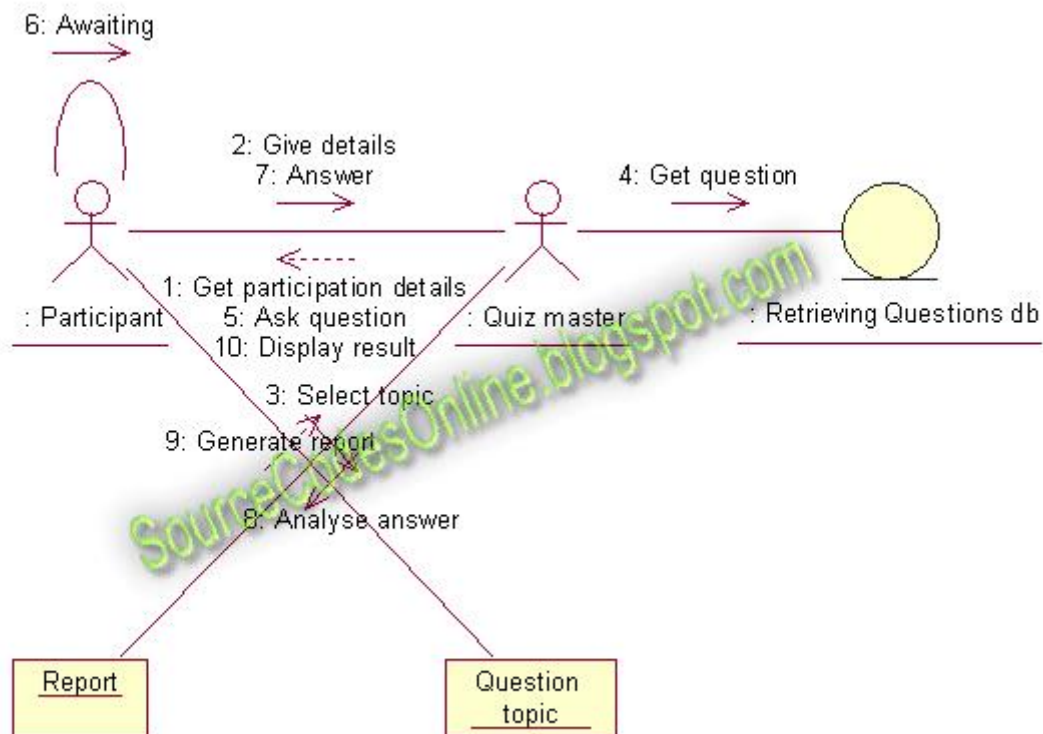 6: Awaiting
2: Give details
7: Answer
4: Get question
1: Get participation details
5: Ask question
10: Display result
: Participant
: Quiz master
: Retrieving Questions db
3: Select topic
9: Generate report
8: Analyse answer
SourceCodesOnline.blogspot.com
Report
Question
topic